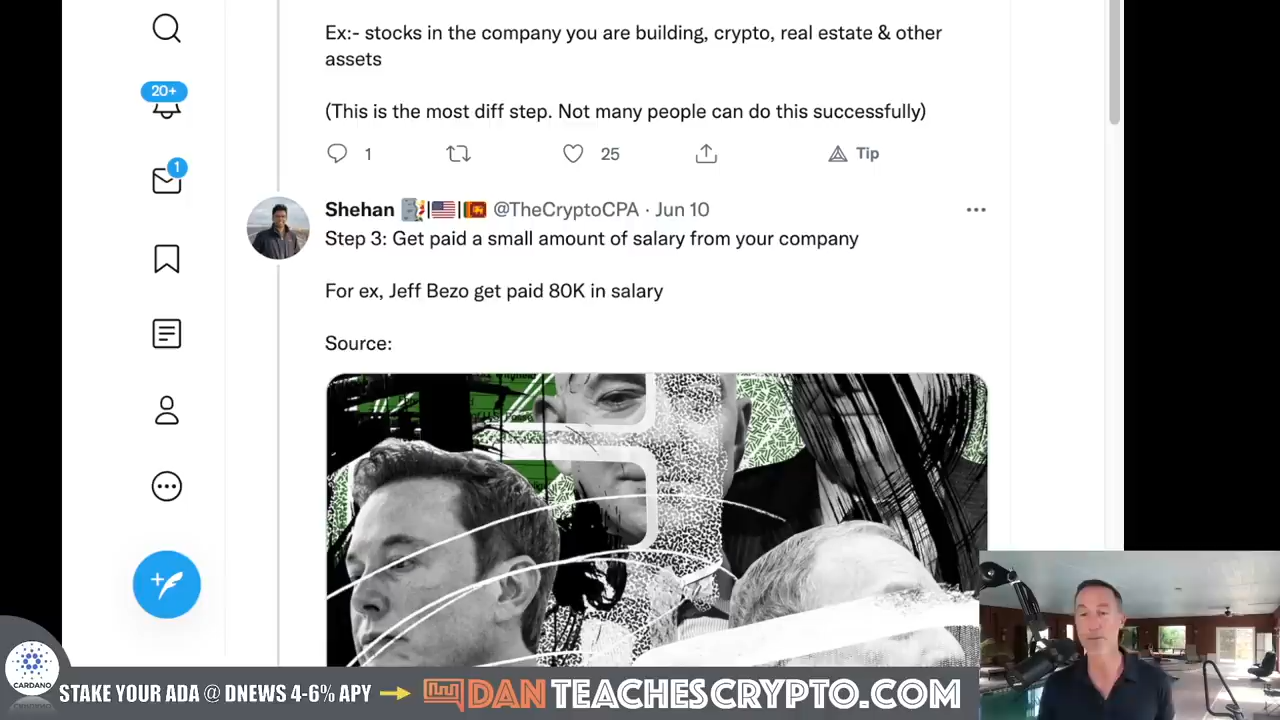 Ex:- stocks in the company you are building, crypto, real estate & other
assets
(This is the most diff step. Not many people can do this successfully)
1
25
Tip
20+
1
Shehan @TheCryptoCPA · Jun 10
Step 3: Get paid a small amount of salary from your company
For ex, Jeff Bezo get paid 80K in salary
Source:
CARDANO
STAKE YOUR ADA @ DNEWS 4-6% APY
DANTEACHESCRYPTO.COM